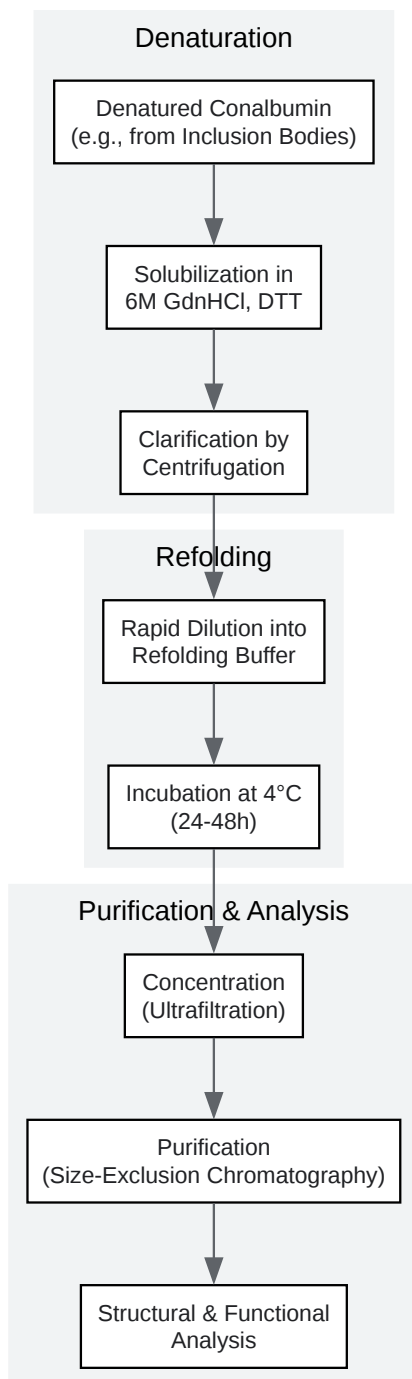 Denaturation
Denatured Conalbumin
(e.g., from Inclusion Bodies)
Solubilization in
6M GdnHCl, DTT
Clarification by
Centrifugation
Refolding
Rapid Dilution into
Refolding Buffer
Incubation at 4°C
(24-48h)
Purification & Analysis
Concentration
(Ultrafiltration)
Purification
(Size-Exclusion Chromatography)
Structural & Functional
Analysis